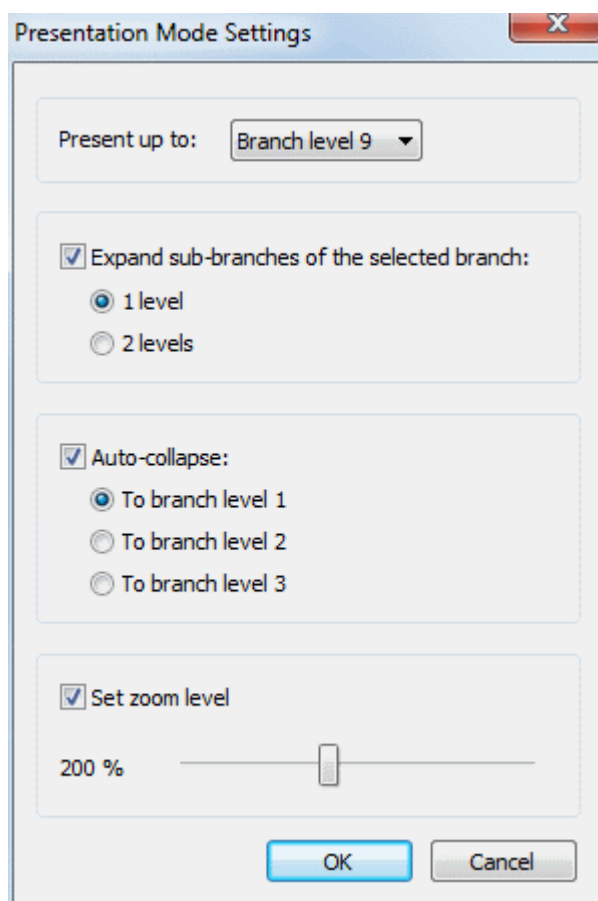 Presentation Mode Settings
Present up to: Branch level 9
Expand sub-branches of the selected branch:
1 level
2 levels
Auto-collapse:
To branch level 1
To branch level 2
To branch level 3
Set zoom level
200 %
OK Cancel